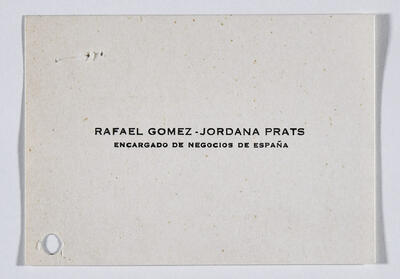 RAFAEL GOMEZ-JORDANA PRATS
ENCARGADO DE NEGOCIOS DE ESPAÑA